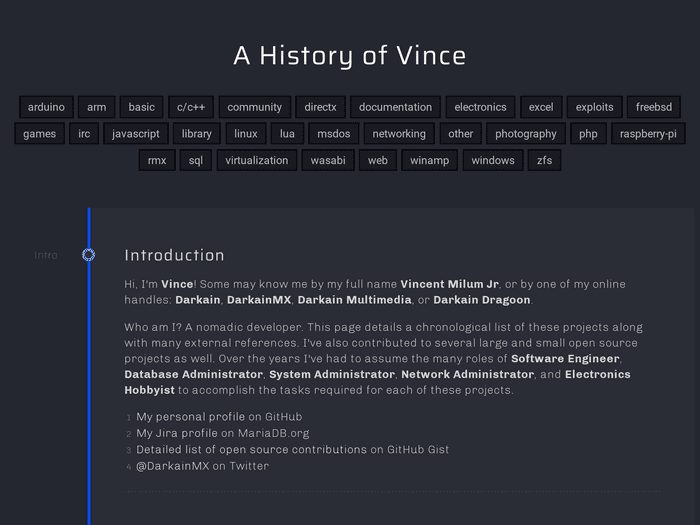 A History of Vince
arduino arm basic c/c++ community directx documentation electronics excel exploits freebsd
games irc javascript library linux lua msdos networking other photography php raspberry-pi
rmx sql virtualization wasabi web winamp windows zfs
Intro
Introduction
Hi, I'm Vince! Some may know me by my full name Vincent Milum Jr, or by one of my online
handles: Darkain, DarkainMX, Darkain Multimedia, or Darkain Dragoon.
Who am I? A nomadic developer. This page details a chronological list of these projects along
with many external references. I've also contributed to several large and small open source
projects as well. Over the years I've had to assume the many roles of Software Engineer,
Database Administrator, System Administrator, Network Administrator, and Electronics
Hobbyist to accomplish the tasks required for each of these projects.
1 My personal profile on GitHub
2 My Jira profile on MariaDB.org
3 Detailed list of open source contributions on GitHub Gist
4 @DarkainMX on Twitter